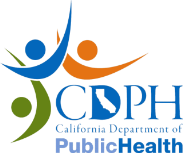 CDPH
California Department of
PublicHealth